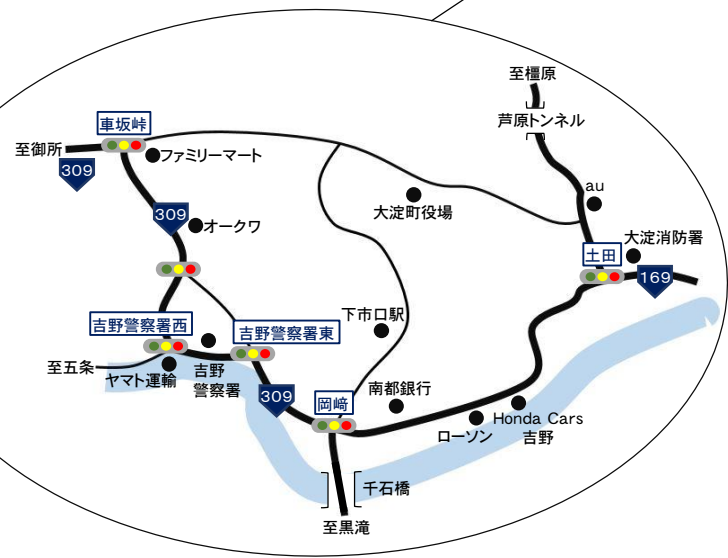 至橿原
芦原トンネル
車坂峠
至御所
309
ファミリーマート
au
309
オークワ
大淀町役場
大淀消防署
土田
169
下市口駅
吉野警察署西
吉野警察署東
至五条
ヤマト運輸
吉野
警察署
309
岡﨑
南都銀行
Honda Cars
吉野
ローソン
千石橋
至黒滝